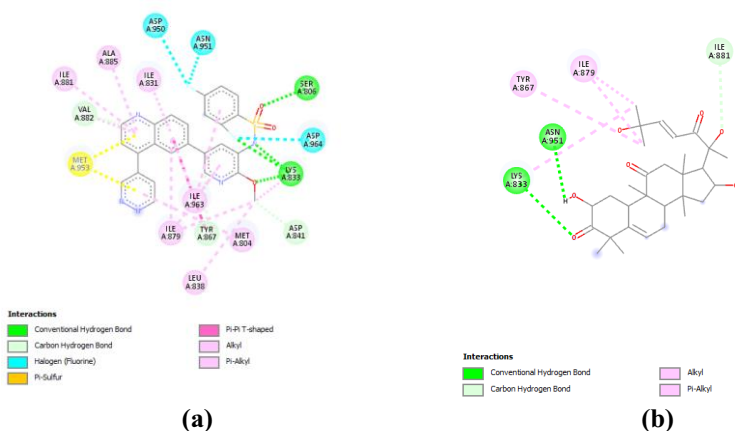 ASP
A:950
ASN
A:951
ALA
A:885
ILE
A:881
ILE
A:831
SER
A:806
VAL
A:882
ASP
A:964
MET
A:953
LYS
A:833
ILE
A:963
ILE
A:879
TYR
A:867
MET
A:804
ASP
A:841
LEU
A:838
N
N
N
N
N
S
O
O
O
Interactions
Conventional Hydrogen Bond
Carbon Hydrogen Bond
Halogen (Fluorine)
Pi-Sulfur
Pi-Pi T-shaped
Alkyl
Pi-Alkyl
(a)
ILE
A:881
ILE
A:879
TYR
A:867
ASN
A:951
LYS
A:833
O
O
O
O
O
O
O
H
Interactions
Conventional Hydrogen Bond
Carbon Hydrogen Bond
Alkyl
Pi-Alkyl
(b)